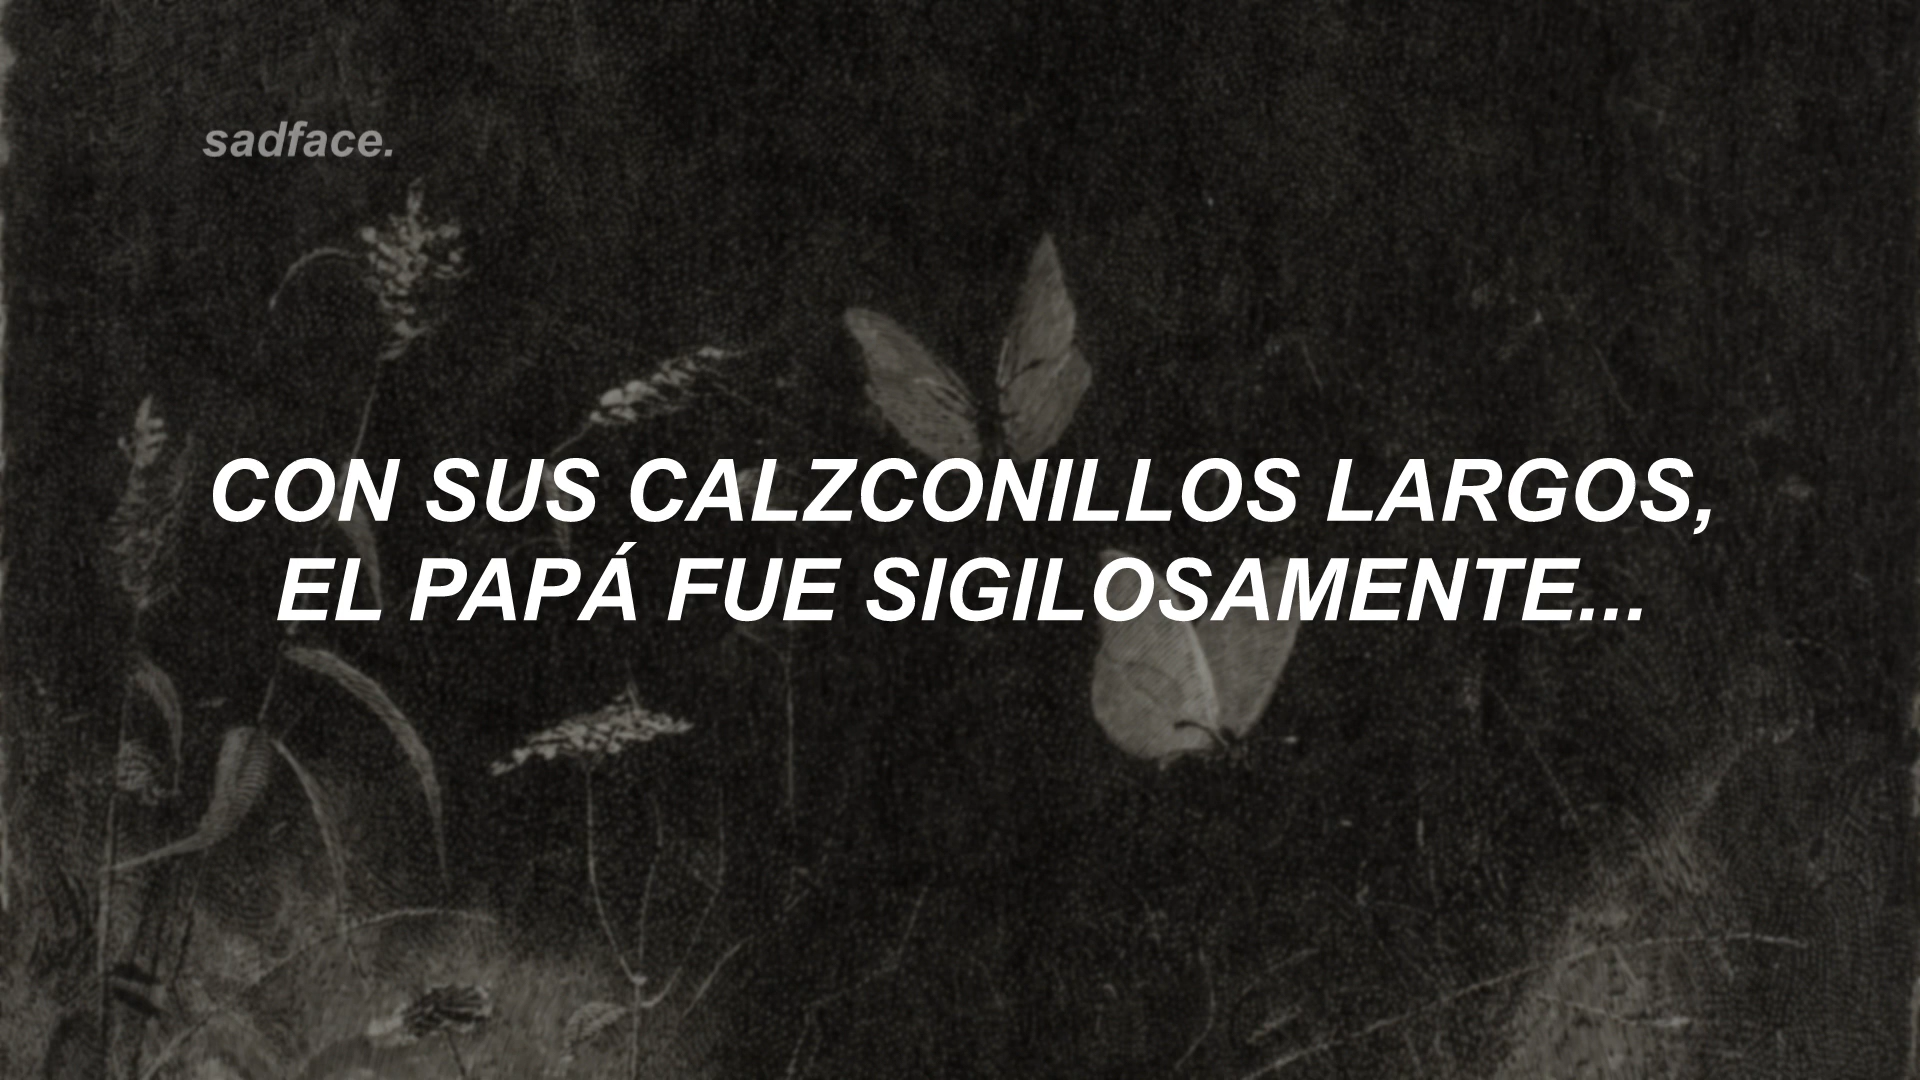 sadface.
CON SUS CALZCONILLOS LARGOS,
EL PAPÁ FUE SIGILOSAMENTE...